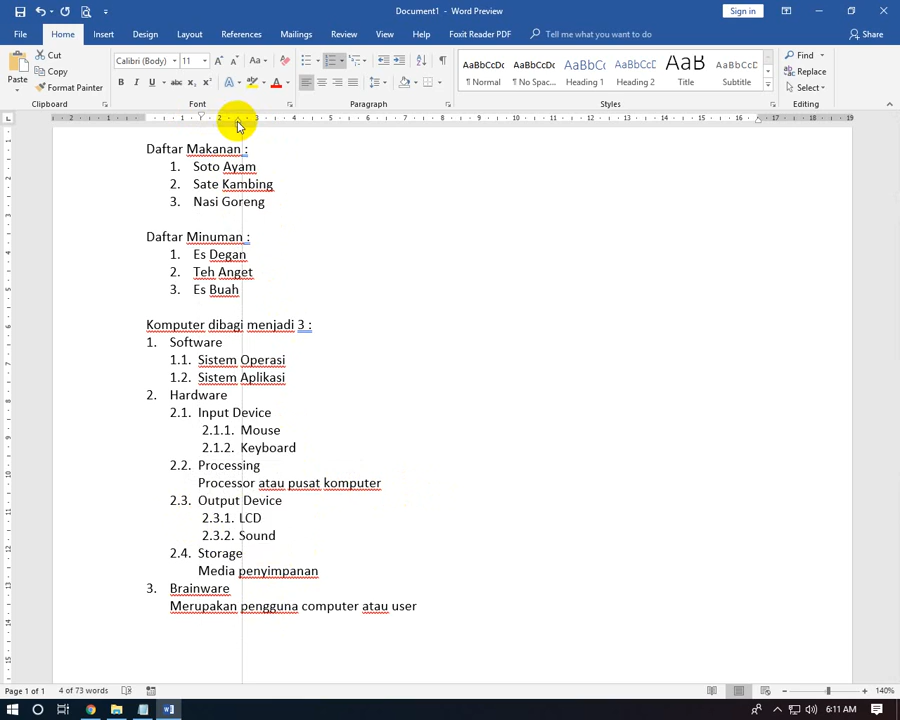 Document1 - Word Preview
Sign in
File Home Insert Design Layout References Mailings Review View Help Foxit Reader PDF Tell me what you want to do Share
Paste
Cut
Copy
Format Painter
Calibri (Body) 11
Normal
No Spac...
Heading 1
Heading 2
Title
Subtitle
Find
Replace
Select
Clipboard Font Paragraph Styles Editing
Daftar Makanan :
1. Soto Ayam
2. Sate Kambing
3. Nasi Goreng
Daftar Minuman :
1. Es Degan
2. Teh Anget
3. Es Buah
Komputer dibagi menjadi 3 :
1. Software
1.1. Sistem Operasi
1.2. Sistem Aplikasi
2. Hardware
2.1. Input Device
2.1.1. Mouse
2.1.2. Keyboard
2.2. Processing
Processor atau pusat komputer
2.3. Output Device
2.3.1. LCD
2.3.2. Sound
2.4. Storage
Media penyimpanan
3. Brainware
Merupakan pengguna computer atau user
Page 1 of 1 4 of 73 words 140%
6:11 AM